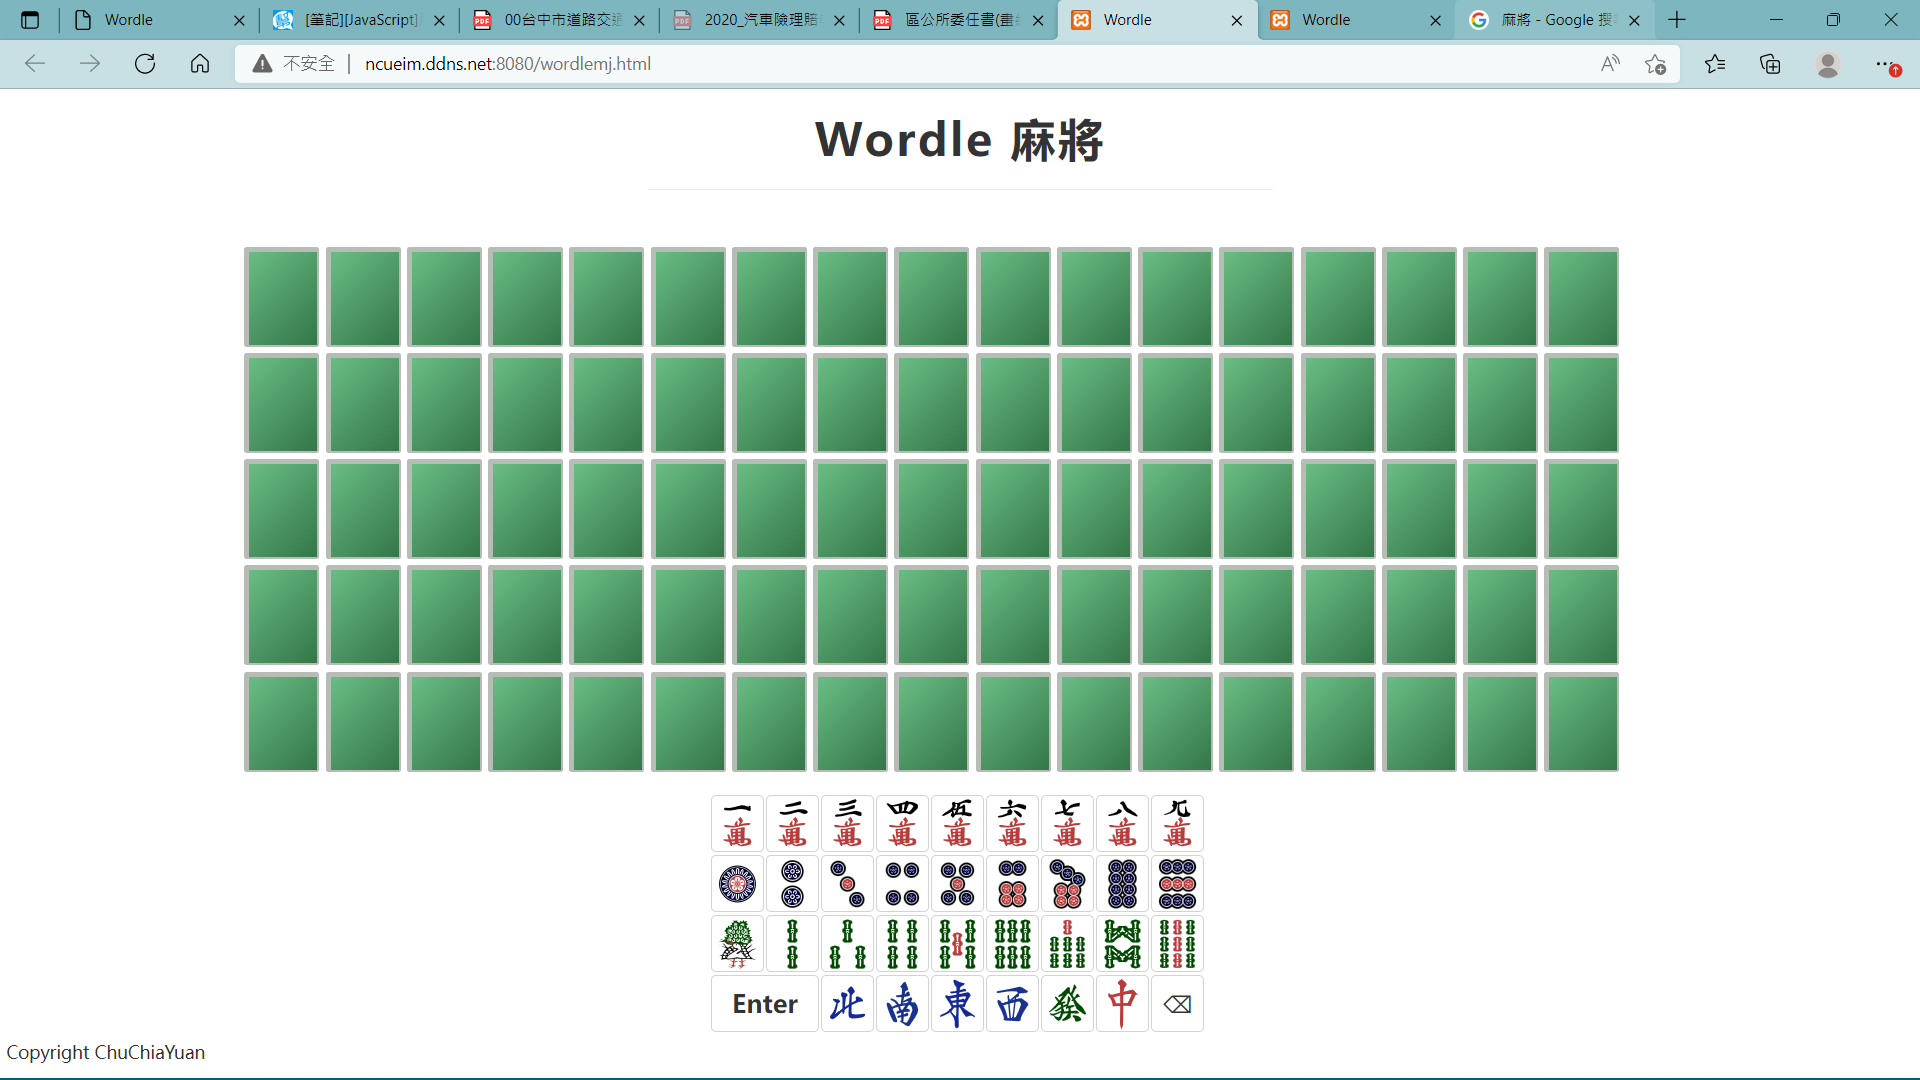 Wordle
[筆記][JavaScript]
00台中市道路交通
2020_汽車險理賠
區公所委任書(畫
Wordle
Wordle
麻將 - Google 搜
不安全
ncueim.ddns.net:8080/wordlemj.html
Wordle 麻將
一萬 二萬 三萬 四萬 伍萬 六萬 七萬 八萬 九萬
Enter 北 南 東 西 發 中
Copyright ChuChiaYuan